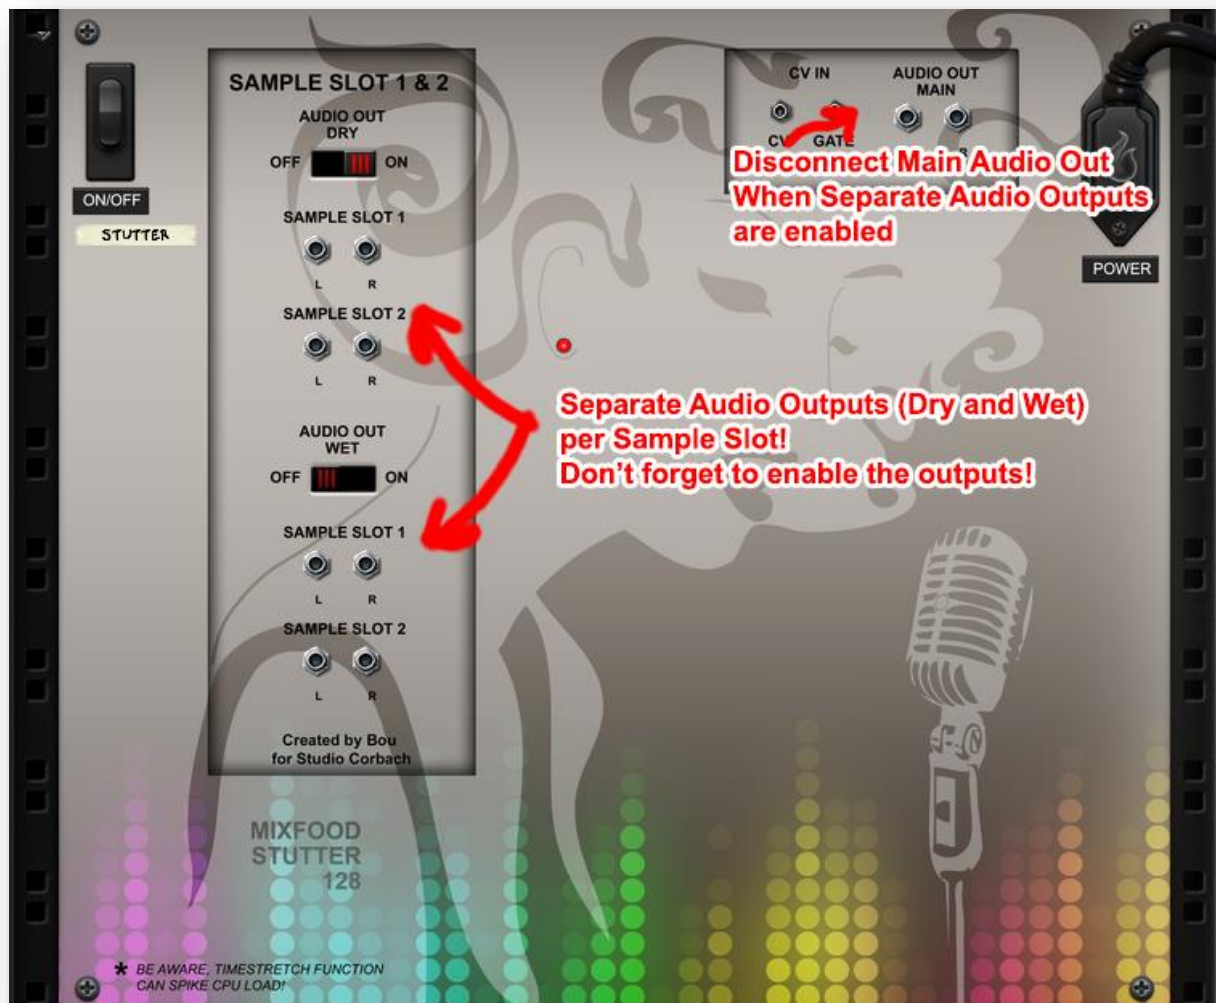 ON/OFF
STUTTER
SAMPLE SLOT 1 & 2
AUDIO OUT
DRY
OFF ON
SAMPLE SLOT 1
L R
SAMPLE SLOT 2
L R
AUDIO OUT
WET
OFF ON
SAMPLE SLOT 1
L R
SAMPLE SLOT 2
L R
Created by Bou
for Studio Corbach
CV IN
AUDIO OUT
MAIN
CV GATE
Disconnect Main Audio Out
When Separate Audio Outputs
are enabled
POWER
Separate Audio Outputs (Dry and Wet)
per Sample Slot!
Don't forget to enable the outputs!
MIXFOOD
STUTTER
128
* BE AWARE, TIMESTRETCH FUNCTION
CAN SPIKE CPU LOAD!